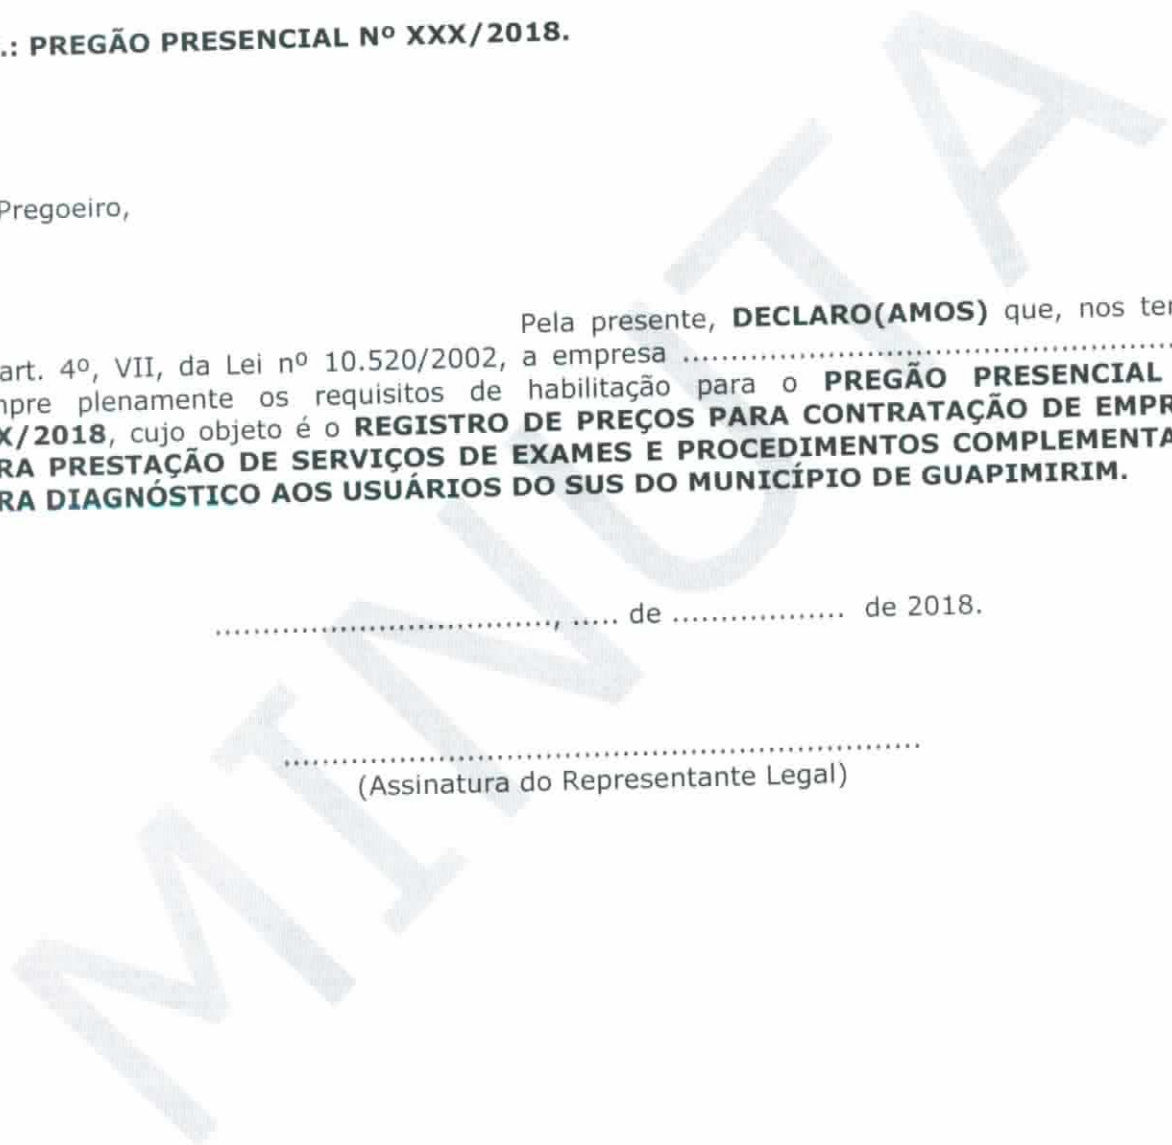 .: PREGÃO PRESENCIAL Nº XXX/2018.
Pregoeiro,
Pela presente, DECLARO(AMOS) que, nos ter
art. 4º, VII, da Lei nº 10.520/2002, a empresa ..........................................................
mpre plenamente os requisitos de habilitação para o PREGÃO PRESENCIAL
X/2018, cujo objeto é o REGISTRO DE PREÇOS PARA CONTRATAÇÃO DE EMPR
RA PRESTAÇÃO DE SERVIÇOS DE EXAMES E PROCEDIMENTOS COMPLEMENTA
RA DIAGNÓSTICO AOS USUÁRIOS DO SUS DO MUNICÍPIO DE GUAPIMIRIM.
..................................., ..... de .................. de 2018.
..................................................................
(Assinatura do Representante Legal)
MINUTA